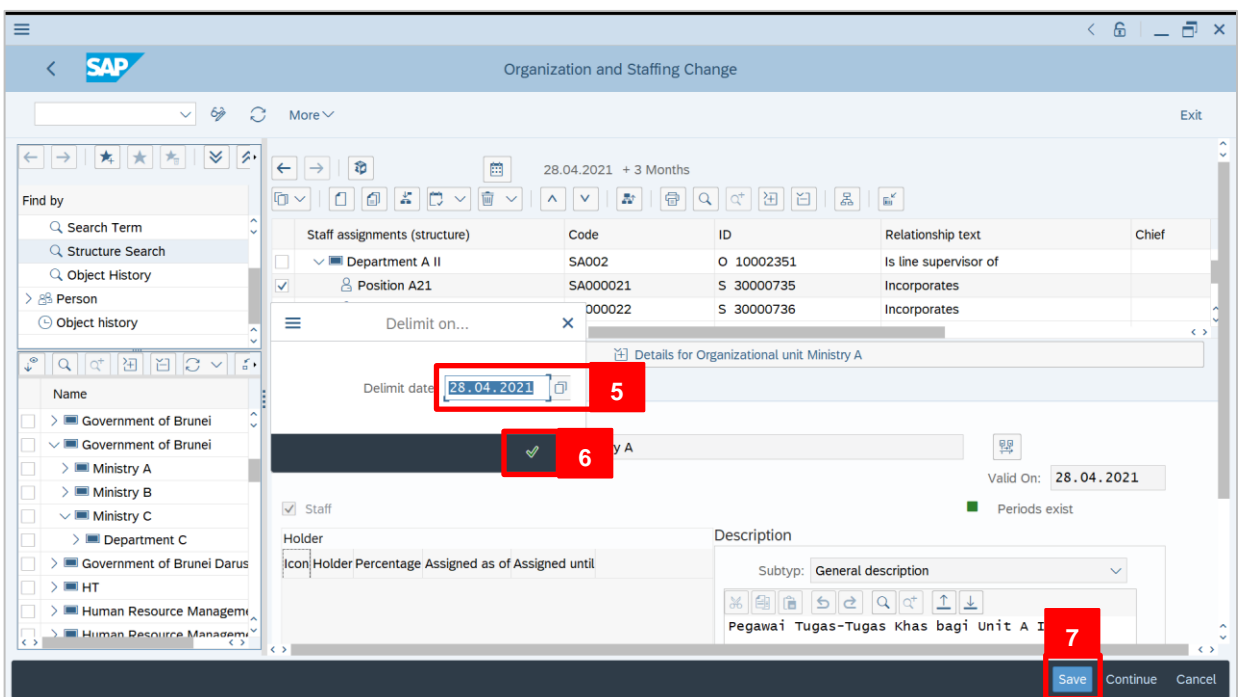 SAP
Organization and Staffing Change
More
Exit
28.04.2021 + 3 Months
Find by
Search Term
Structure Search
Object History
Person
Object history
Staff assignments (structure) Code ID Relationship text Chief
Department A II SA002 O 10002351 Is line supervisor of
Position A21 SA000021 S 30000735 Incorporates
000022 S 30000736 Incorporates
Delimit on...
Details for Organizational unit Ministry A
Delimit date 28.04.2021
5
6
y A
Valid On: 28.04.2021
Periods exist
Name
Government of Brunei
Government of Brunei
Ministry A
Ministry B
Ministry C
Department C
Government of Brunei Darus
HT
Human Resource Manageme
Human Resource Manageme
Staff
Holder
Icon Holder Percentage Assigned as of Assigned until
Description
Subtyp: General description
Pegawai Tugas-Tugas Khas bagi Unit A I
7
Save Continue Cancel